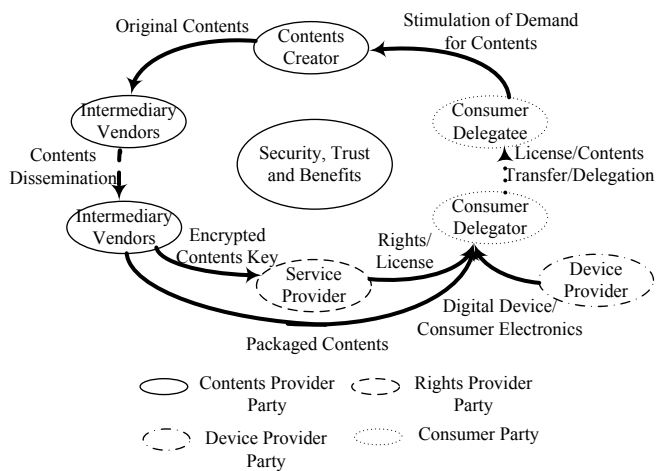 Original Contents
Contents
Creator
Stimulation of Demand
for Contents
Intermediary
Vendors
Consumer
Delegatee
Security, Trust
and Benefits
Contents
Dissemination
License/Contents
Transfer/Delegation
Intermediary
Vendors
Consumer
Delegator
Encrypted
Contents Key
Rights/
License
Service
Provider
Device
Provider
Digital Device/
Consumer Electronics
Packaged Contents
Contents Provider
Party
Rights Provider
Party
Device Provider
Party
Consumer Party